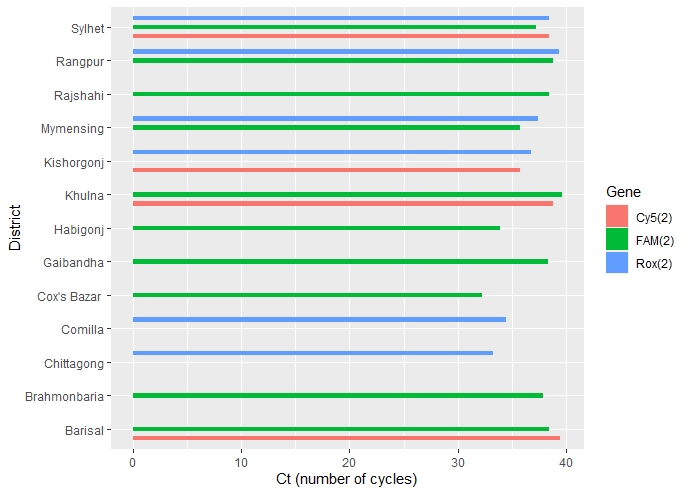 Sylhet
Rangpur
Rajshahi
Mymensing
Kishorgonj
Khulna
Habigonj
Gaibandha
Cox's Bazar
Comilla
Chittagong
Brahmonbaria
Barisal
District
0 10 20 30 40
Ct (number of cycles)
Gene
Cy5(2)
FAM(2)
Rox(2)